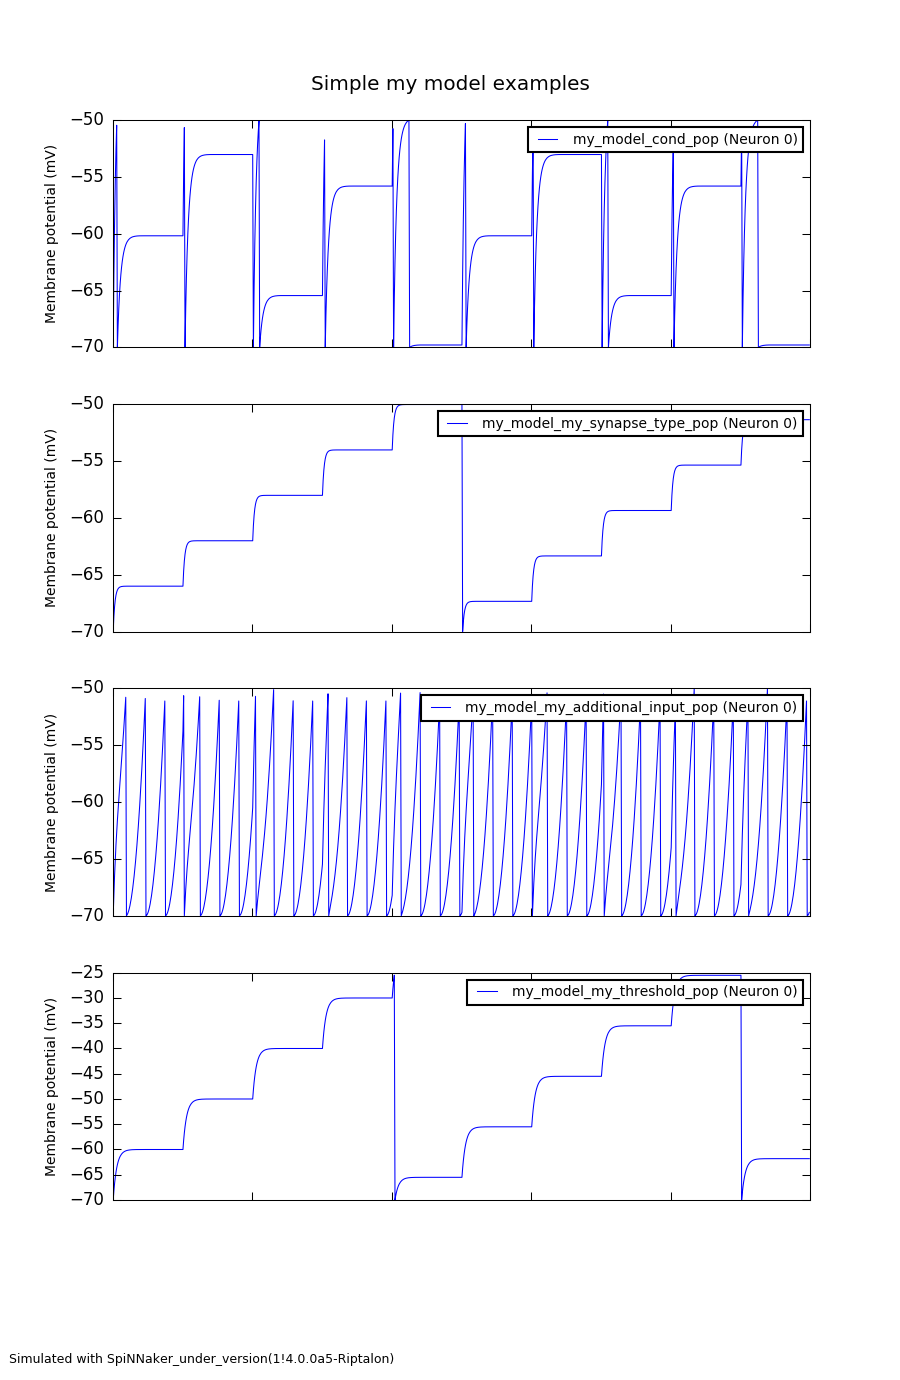 Simple my model examples
−50
−55
−60
−65
−70
Membrane potential (mV)
my_model_cond_pop (Neuron 0)
−50
−55
−60
−65
−70
Membrane potential (mV)
my_model_my_synapse_type_pop (Neuron 0)
−50
−55
−60
−65
−70
Membrane potential (mV)
my_model_my_additional_input_pop (Neuron 0)
−25
−30
−35
−40
−45
−50
−55
−60
−65
−70
Membrane potential (mV)
my_model_my_threshold_pop (Neuron 0)
Simulated with SpiNNaker_under_version(1!4.0.0a5-Riptalon)